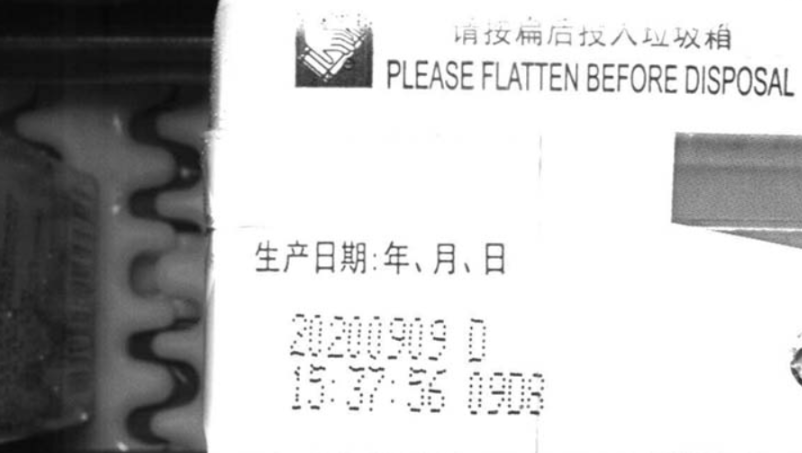 请按扁后投入垃圾箱
PLEASE FLATTEN BEFORE DISPOSAL
生产日期:年、月、日
20200909 D
15:37:56 09D8